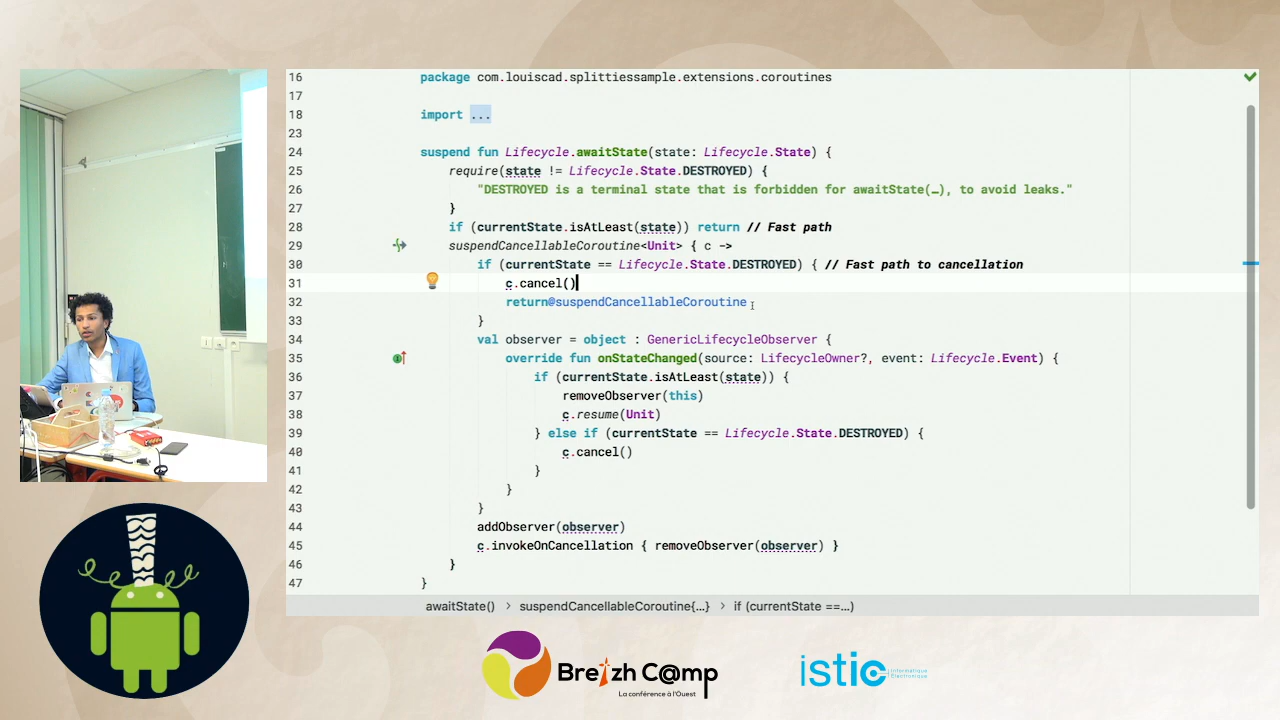 16 package com.louiscad.splittiessample.extensions.coroutines
17
18 import ...
23
24 suspend fun Lifecycle.awaitState(state: Lifecycle.State) {
25 require(state != Lifecycle.State.DESTROYED) {
26 "DESTROYED is a terminal state that is forbidden for awaitState(…), to avoid leaks."
27 }
28 if (currentState.isAtLeast(state)) return // Fast path
29 suspendCancellableCoroutine<Unit> { c ->
30 if (currentState == Lifecycle.State.DESTROYED) { // Fast path to cancellation
31 c.cancel()
32 return@suspendCancellableCoroutine
33 }
34 val observer = object : GenericLifecycleObserver {
35 override fun onStateChanged(source: LifecycleOwner?, event: Lifecycle.Event) {
36 if (currentState.isAtLeast(state)) {
37 removeObserver(this)
38 c.resume(Unit)
39 } else if (currentState == Lifecycle.State.DESTROYED) {
40 c.cancel()
41 }
42 }
43 }
44 addObserver(observer)
45 c.invokeOnCancellation { removeObserver(observer) }
46 }
47 }
awaitState() › suspendCancellableCoroutine{...} › if (currentState ==...)
Breizh C@mp
La conférence à l'Ouest
istic Informatique
Électronique